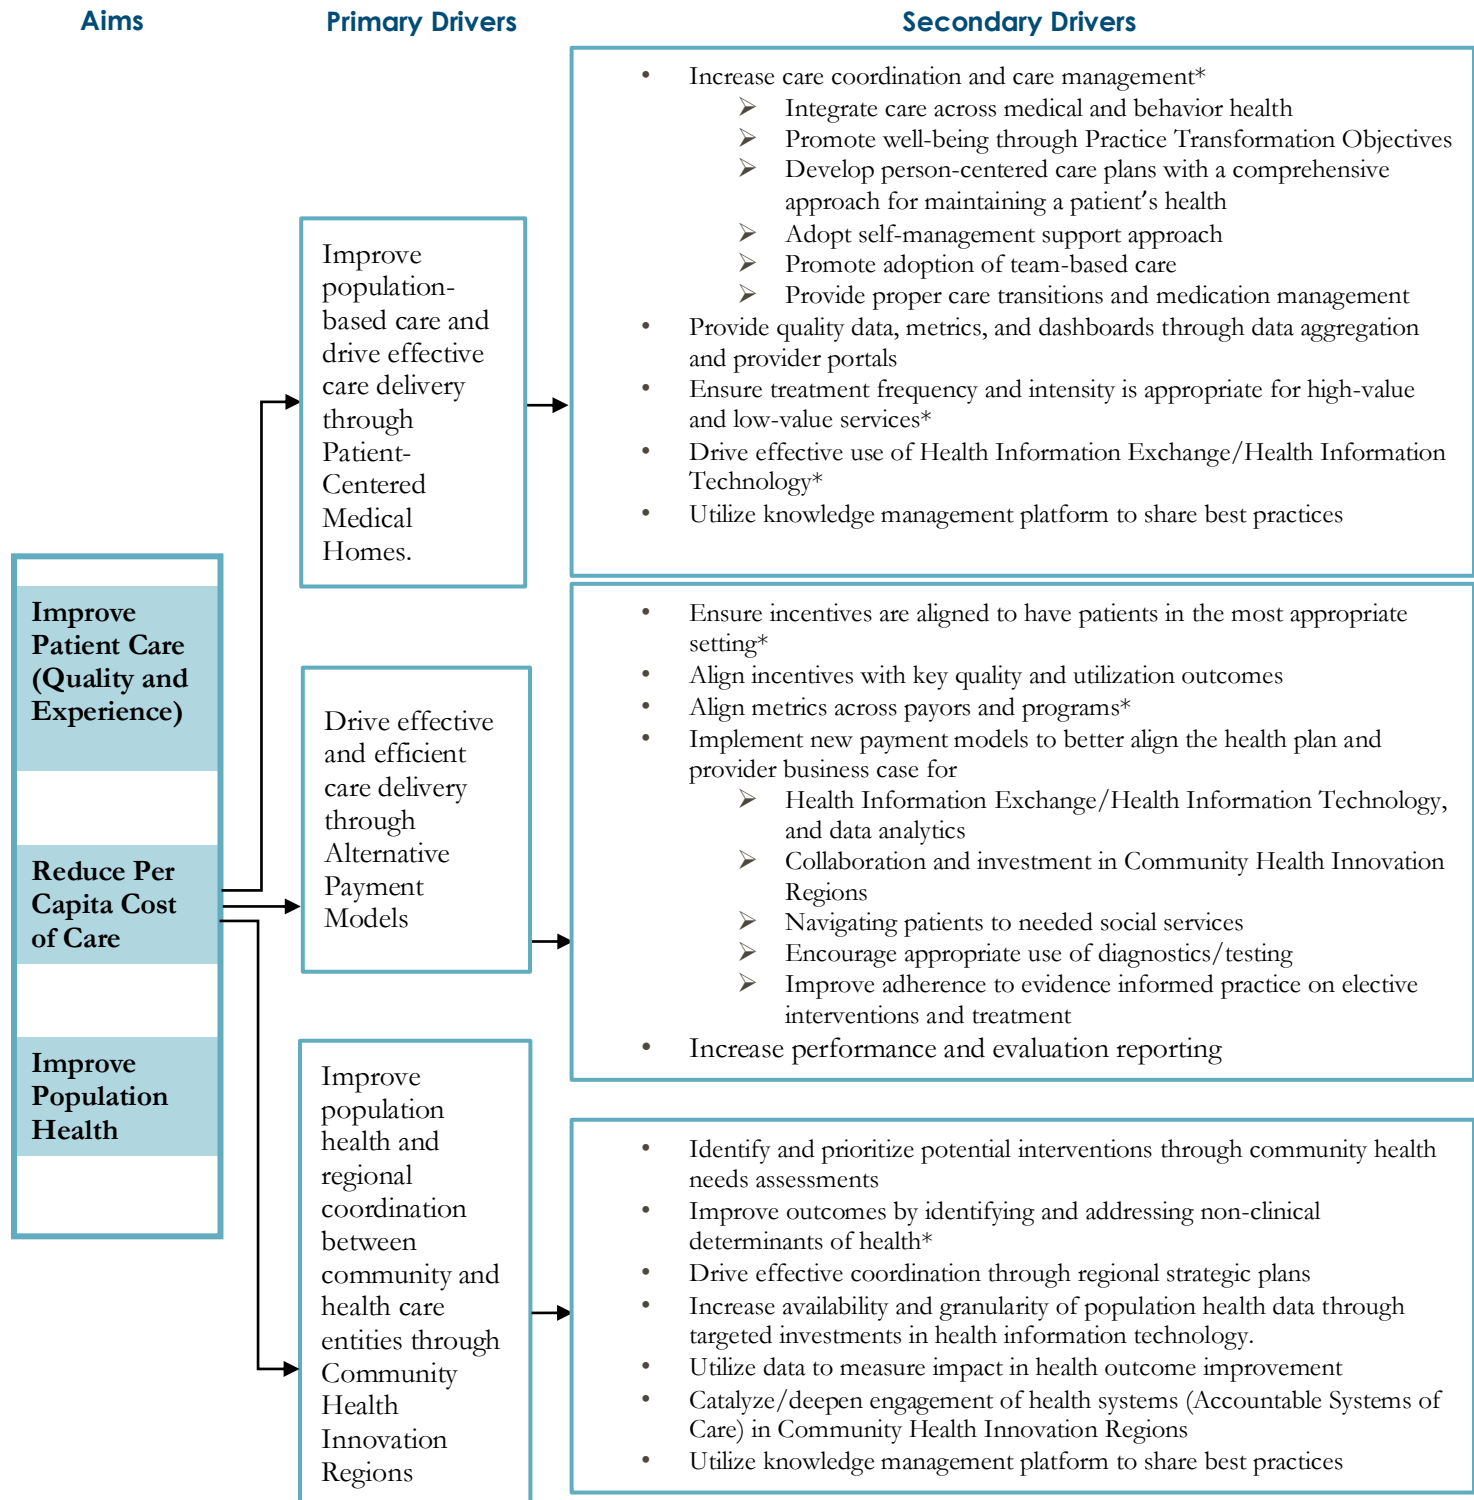 Aims
Primary Drivers
Secondary Drivers
Improve
Patient Care
(Quality and
Experience)
Reduce Per
Capita Cost
of Care
Improve
Population
Health
Improve
population-
based care and
drive effective
care delivery
through
Patient-
Centered
Medical
Homes.
• Increase care coordination and care management*
➢ Integrate care across medical and behavior health
➢ Promote well-being through Practice Transformation Objectives
➢ Develop person-centered care plans with a comprehensive
approach for maintaining a patient’s health
➢ Adopt self-management support approach
➢ Promote adoption of team-based care
➢ Provide proper care transitions and medication management
• Provide quality data, metrics, and dashboards through data aggregation
and provider portals
• Ensure treatment frequency and intensity is appropriate for high-value
and low-value services*
• Drive effective use of Health Information Exchange/Health Information
Technology*
• Utilize knowledge management platform to share best practices
Drive effective
and efficient
care delivery
through
Alternative
Payment
Models
• Ensure incentives are aligned to have patients in the most appropriate
setting*
• Align incentives with key quality and utilization outcomes
• Align metrics across payors and programs*
• Implement new payment models to better align the health plan and
provider business case for
➢ Health Information Exchange/Health Information Technology,
and data analytics
➢ Collaboration and investment in Community Health Innovation
Regions
➢ Navigating patients to needed social services
➢ Encourage appropriate use of diagnostics/testing
➢ Improve adherence to evidence informed practice on elective
interventions and treatment
• Increase performance and evaluation reporting
Improve
population
health and
regional
coordination
between
community and
health care
entities through
Community
Health
Innovation
Regions
• Identify and prioritize potential interventions through community health
needs assessments
• Improve outcomes by identifying and addressing non-clinical
determinants of health*
• Drive effective coordination through regional strategic plans
• Increase availability and granularity of population health data through
targeted investments in health information technology.
• Utilize data to measure impact in health outcome improvement
• Catalyze/deepen engagement of health systems (Accountable Systems of
Care) in Community Health Innovation Regions
• Utilize knowledge management platform to share best practices